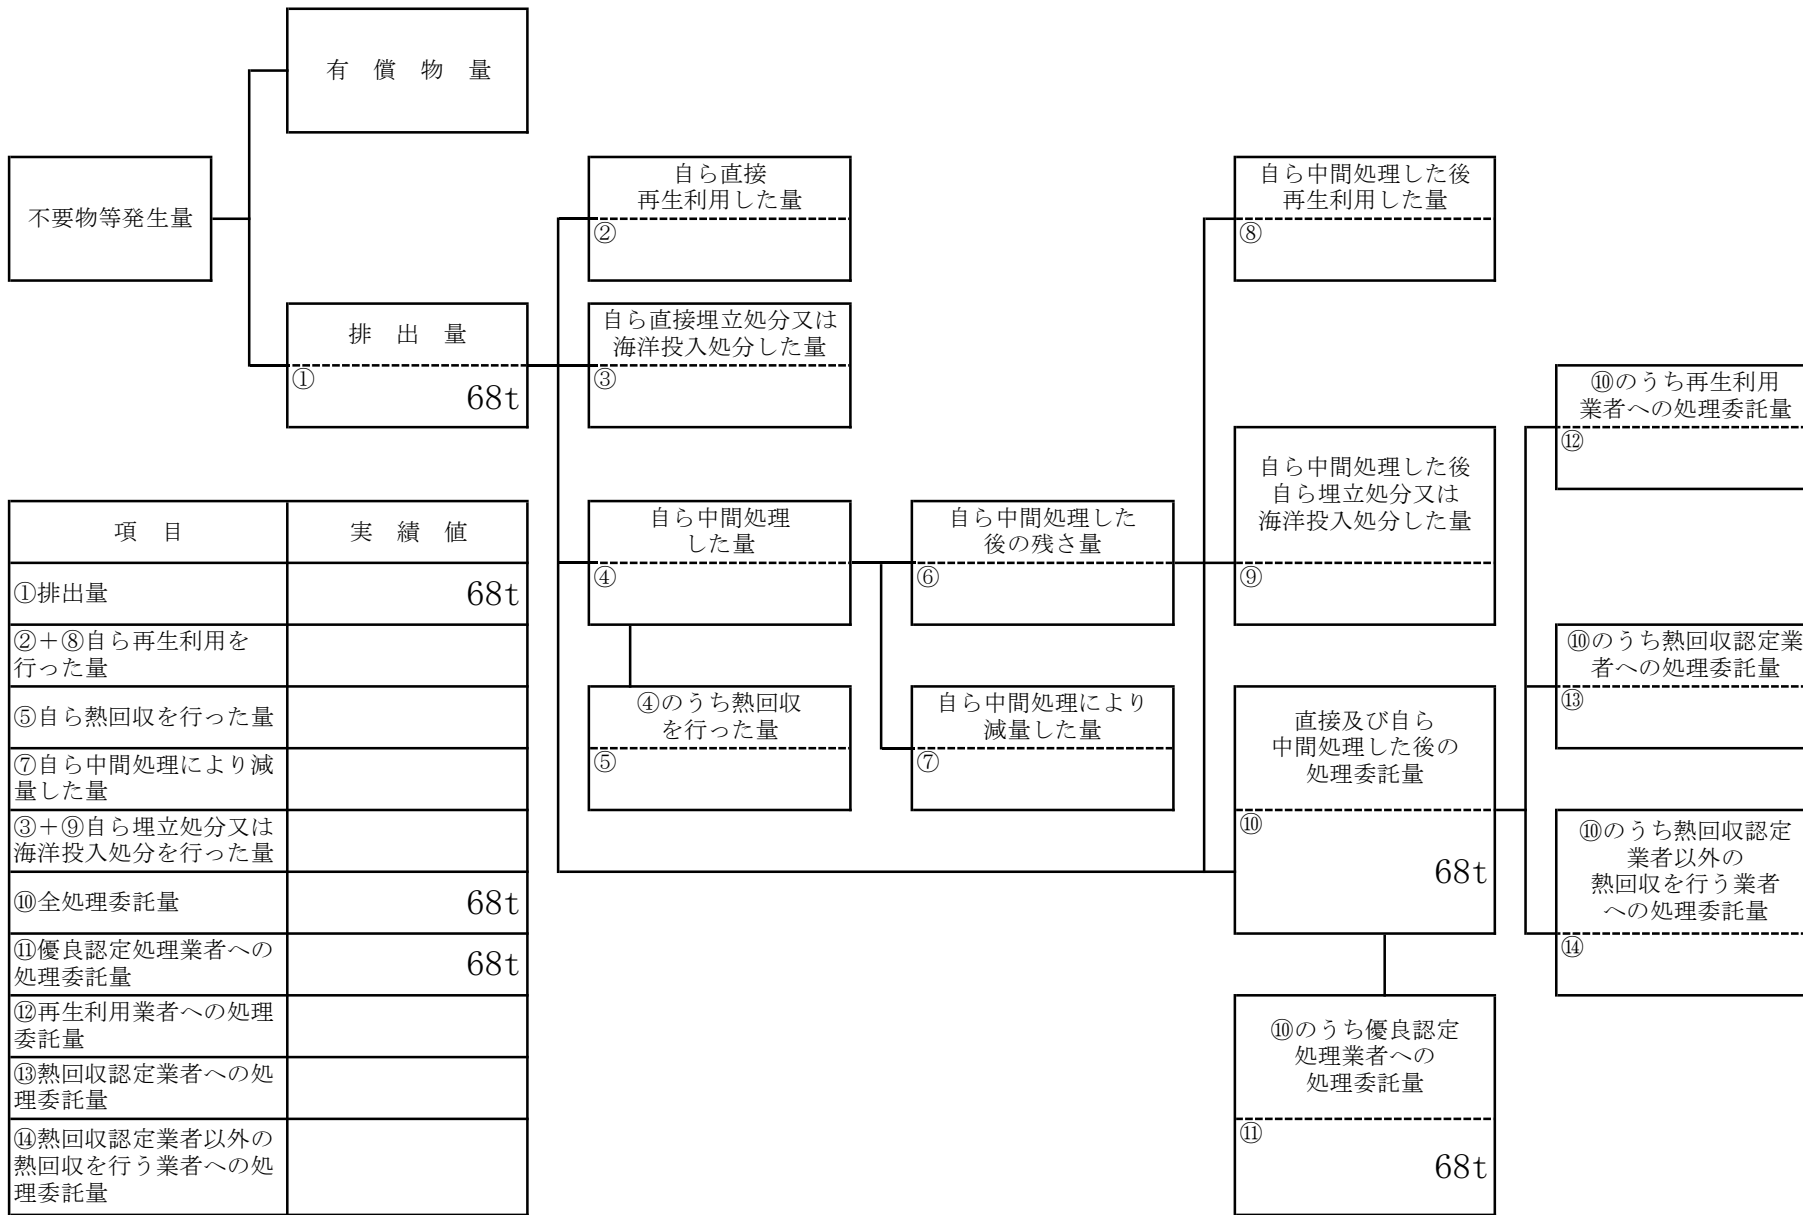 有　償　物　量
不要物等発生量
排　出　量
①
68t
自ら直接
再生利用した量
②
自ら直接埋立処分又は
海洋投入処分した量
③
自ら中間処理
した量
④
④のうち熱回収
を行った量
⑤
自ら中間処理した
後の残さ量
⑥
自ら中間処理により
減量した量
⑦
自ら中間処理した後
再生利用した量
⑧
自ら中間処理した後
自ら埋立処分又は
海洋投入処分した量
⑨
直接及び自ら
中間処理した後の
処理委託量
⑩
68t
⑩のうち優良認定
処理業者への
処理委託量
⑪
68t
⑩のうち再生利用
業者への処理委託量
⑫
⑩のうち熱回収認定業
者への処理委託量
⑬
⑩のうち熱回収認定
業者以外の
熱回収を行う業者
への処理委託量
⑭
項　目　実　績　値
①排出量　68t
②＋⑧自ら再生利用を
行った量
⑤自ら熱回収を行った量
⑦自ら中間処理により減
量した量
③＋⑨自ら埋立処分又は
海洋投入処分を行った量
⑩全処理委託量　68t
⑪優良認定処理業者への
処理委託量　68t
⑫再生利用業者への処理
委託量
⑬熱回収認定業者への処
理委託量
⑭熱回収認定業者以外の
熱回収を行う業者への処
理委託量